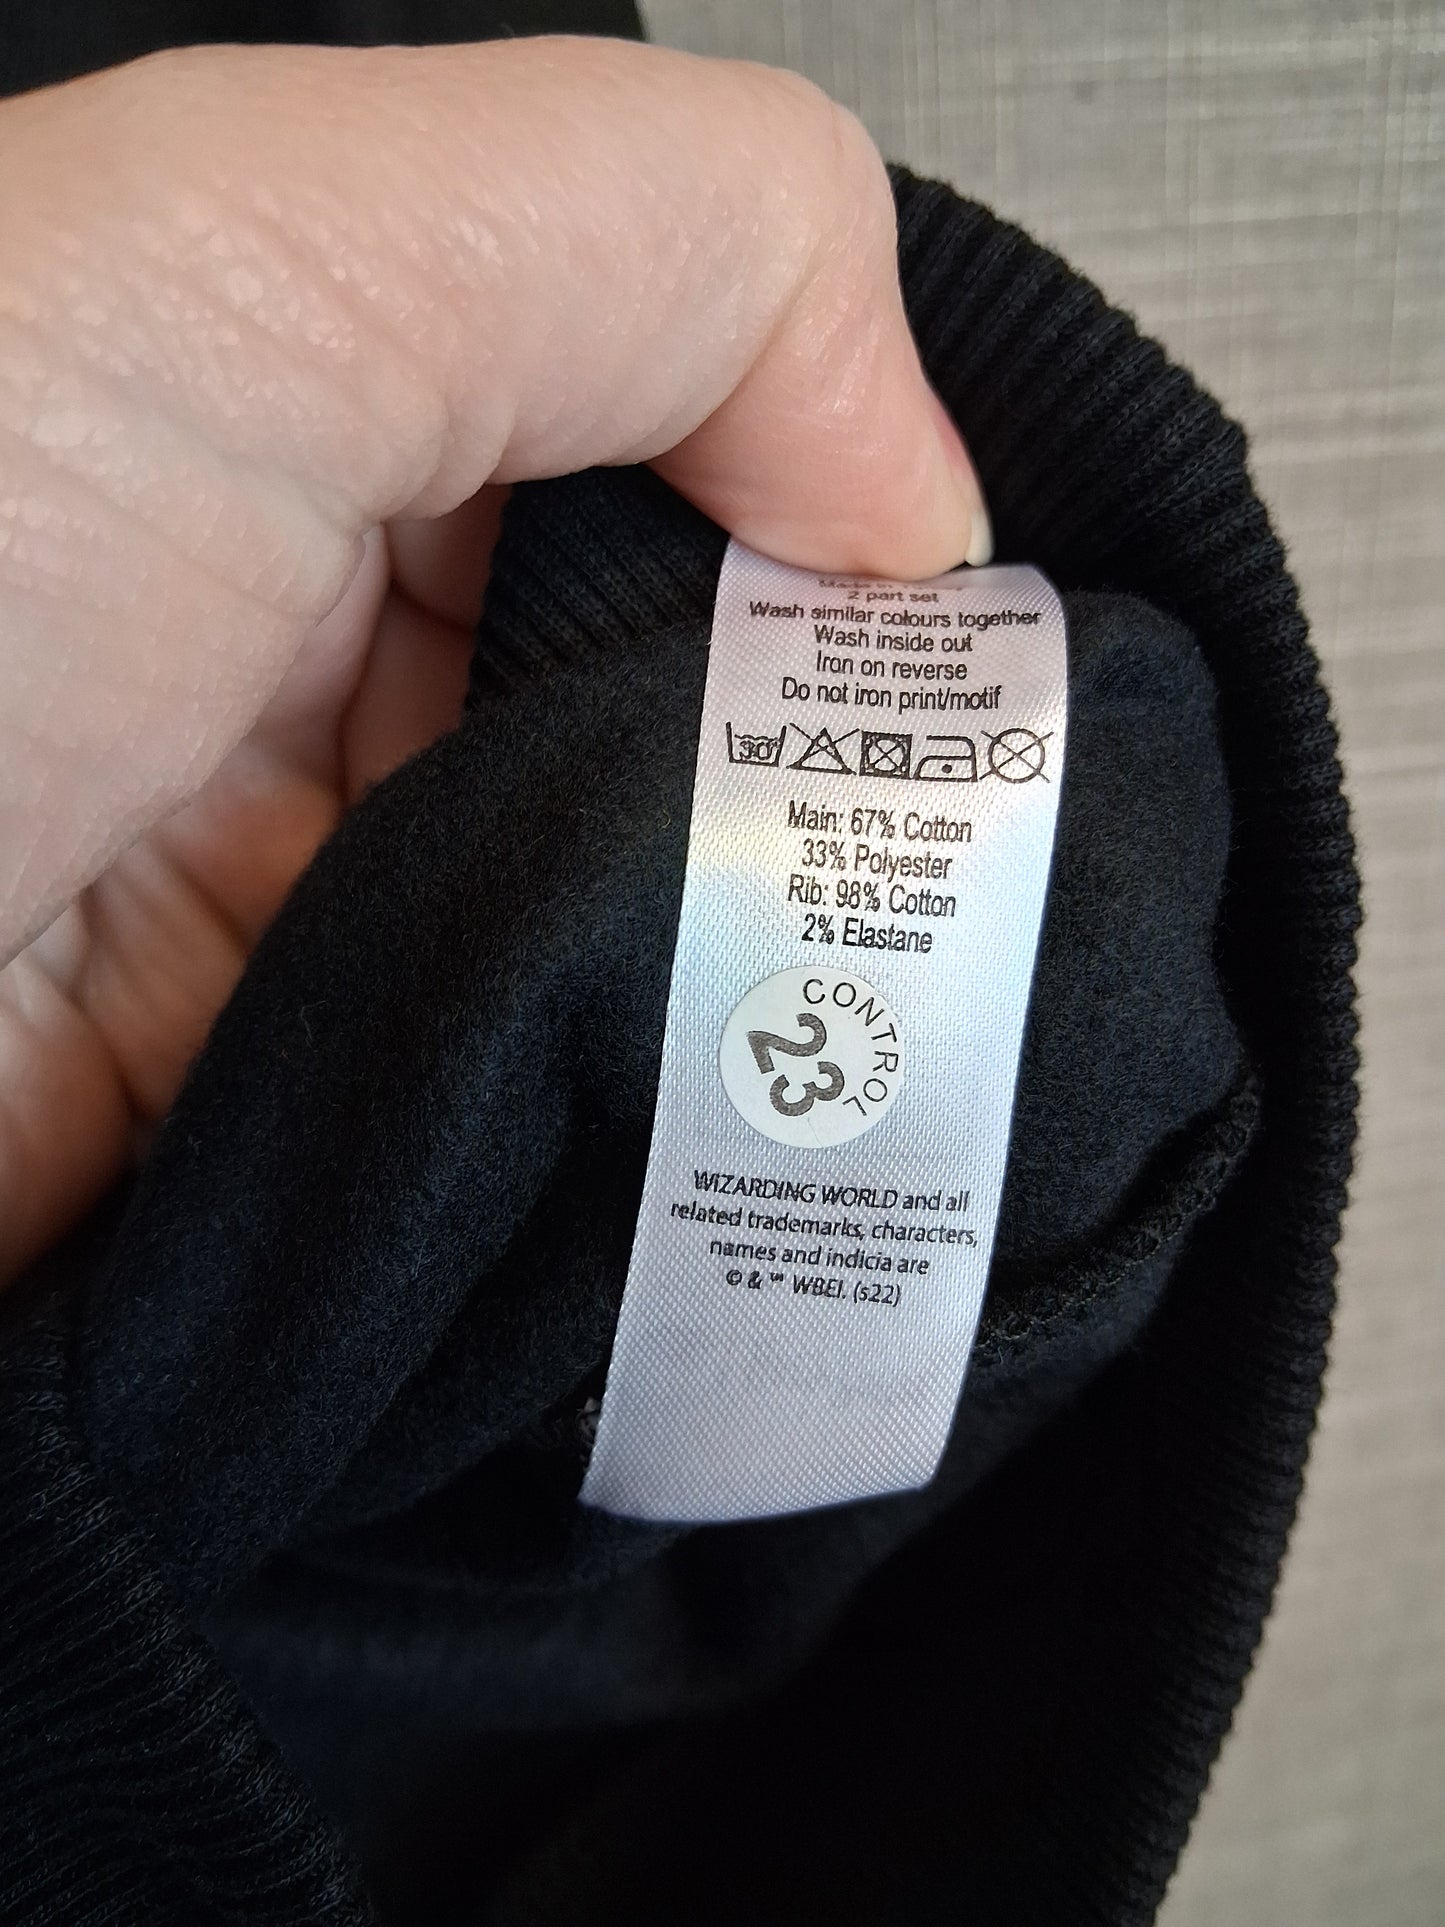 Made in
2 part set
Wash similar colours together
Wash inside out
Iron on reverse
Do not iron print/motif
30
Main: 67% Cotton
33% Polyester
Rib: 98% Cotton
2% Elastane
CONTROL
23
WIZARDING WORLD and all
related trademarks, characters,
names and indicia are
© & ™ WBEI. (s22)